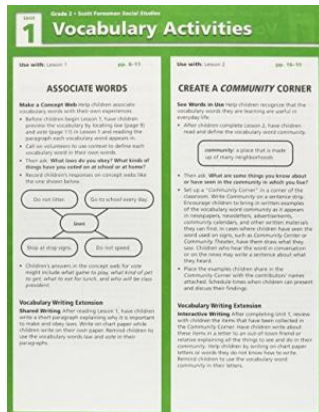 Grade 2 • Scott Foresman Social Studies
Unit
1
Vocabulary Activities
Use with: Lesson 1 pp. 8–11
ASSOCIATE WORDS
Make a Concept Web Help children associate
vocabulary words with their own experiences.
• Before children begin Lesson 1, have children
preview the vocabulary by locating law (page 9)
and vote (page 11) in Lesson 1 and reading the
paragraph each vocabulary word appears in.
• Call on volunteers to use context to define each
vocabulary word in their own words.
• Then ask, What laws do you obey? What kinds of
things have you voted on at school or at home?
• Record children's responses on concept webs like
the one shown below:
Do not litter.
Go to school every day.
laws
Stop at stop signs.
Do not speed.
• Children's answers in the concept web for vote
might include what game to play, what kind of pet
to get, what to eat for lunch, and who will be class
president.
Vocabulary Writing Extension
Shared Writing After reading Lesson 1, have children
write a short paragraph explaining why it is important
to make and obey laws. Write on chart paper while
children write on their own paper. Remind children to
use the vocabulary words law and vote in their
paragraphs.
Use with: Lesson 2 pp. 16–19
CREATE A COMMUNITY CORNER
See Words in Use Help children recognize that the
vocabulary words they are learning are useful in
everyday life.
• After children complete Lesson 2, have children
read and define the vocabulary word community.
community: a place that is made
up of many neighborhoods
• Then ask, What are some things you know about
or have seen in the community in which you live?
• Set up a "Community Corner" in a corner of the
classroom. Write Community on a sentence strip.
Encourage children to bring in written examples
of the vocabulary word community as it appears
in newspapers, newsletters, advertisements,
community calendars, and other written materials
they can find. In cases where children have seen the
word used on signs, such as Community Center or
Community Theater, have them draw what they
saw. Children who hear the word in conversation
or on the news may write a sentence about what
they heard.
• Place the examples children share in the
Community Corner with the contributors' names
attached. Schedule times when children can present
and discuss their findings.
Vocabulary Writing Extension
Interactive Writing After completing Unit 1, review
with children the items that have been collected in
the Community Corner. Have children write about
these items in a letter to an out-of-town friend or
relative explaining all the things to see and do in their
community. Help children by writing on chart paper
letters or words they do not know how to write.
Remind children to use the vocabulary word
community in their letters.